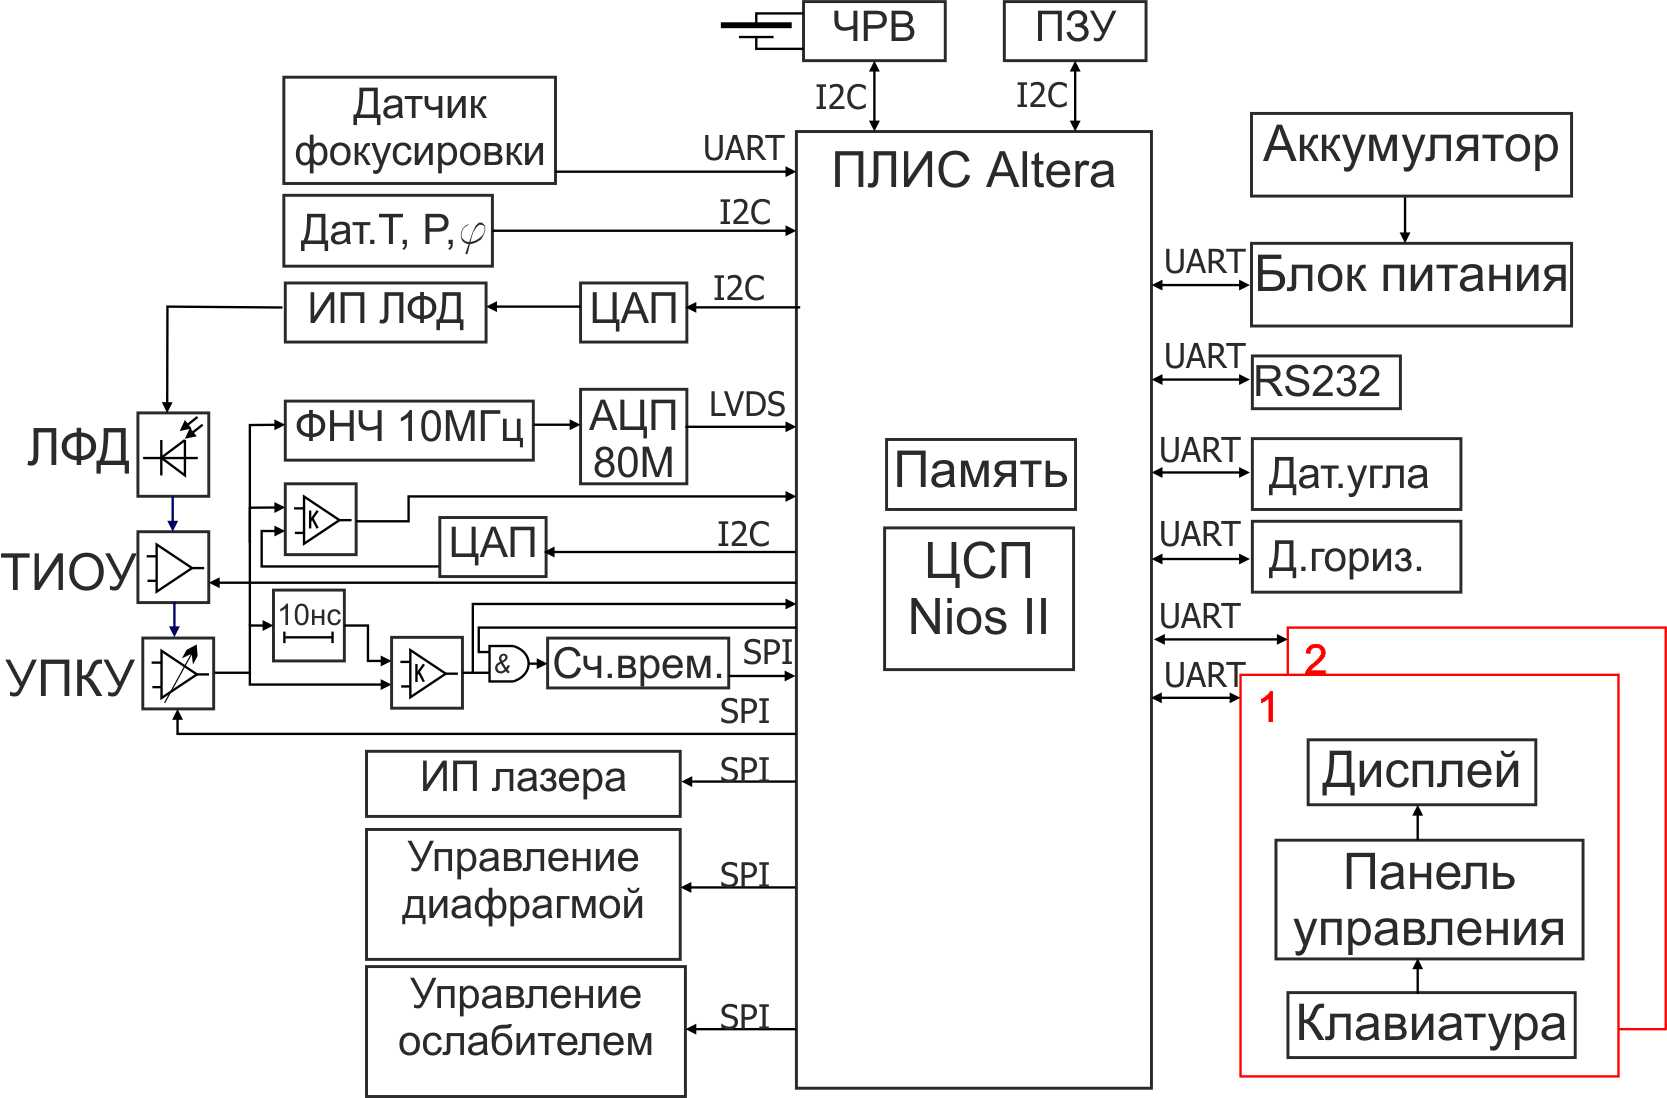 ЧРВ
ПЗУ
I2C
I2C
Датчик
фокусировки
UART
ПЛИС Altera
Аккумулятор
Дат.Т, Р,φ
I2C
UART
Блок питания
ИП ЛФД
ЦАП
I2C
UART
RS232
ЛФД
ФНЧ 10МГц
АЦП
80М
LVDS
Память
UART
Дат.угла
К
ЦАП
I2C
ЦСП
Nios II
UART
Д.гориз.
ТИОУ
10нс
УПКУ
К
&
Сч.врем.
SPI
SPI
UART
2
UART
1
ИП лазера
SPI
Дисплей
Управление
диафрагмой
SPI
Панель
управления
Управление
ослабителем
SPI
Клавиатура